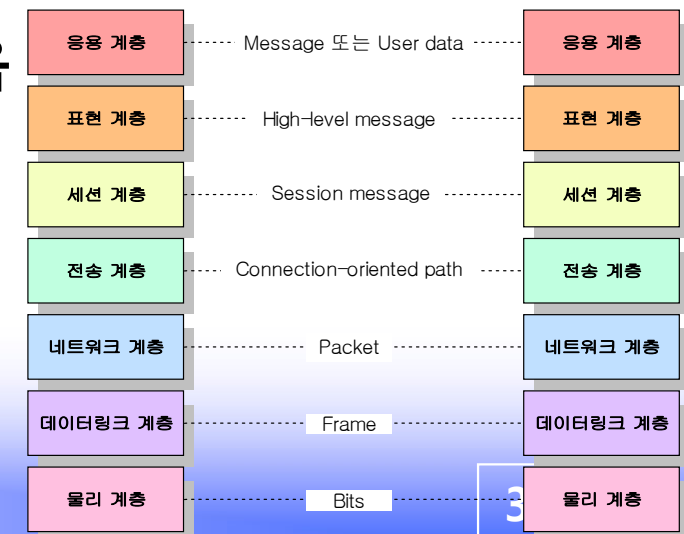 응용 계층 Message 또는 User data 응용 계층
표현 계층 High-level message 표현 계층
세션 계층 Session message 세션 계층
전송 계층 Connection-oriented path 전송 계층
네트워크 계층 Packet 네트워크 계층
데이터링크 계층 Frame 데이터링크 계층
물리 계층 Bits 물리 계층
3